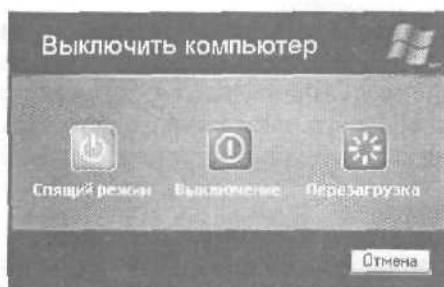 Выключить компьютер
Спящий режим Выключение Перезагрузка
Отмена